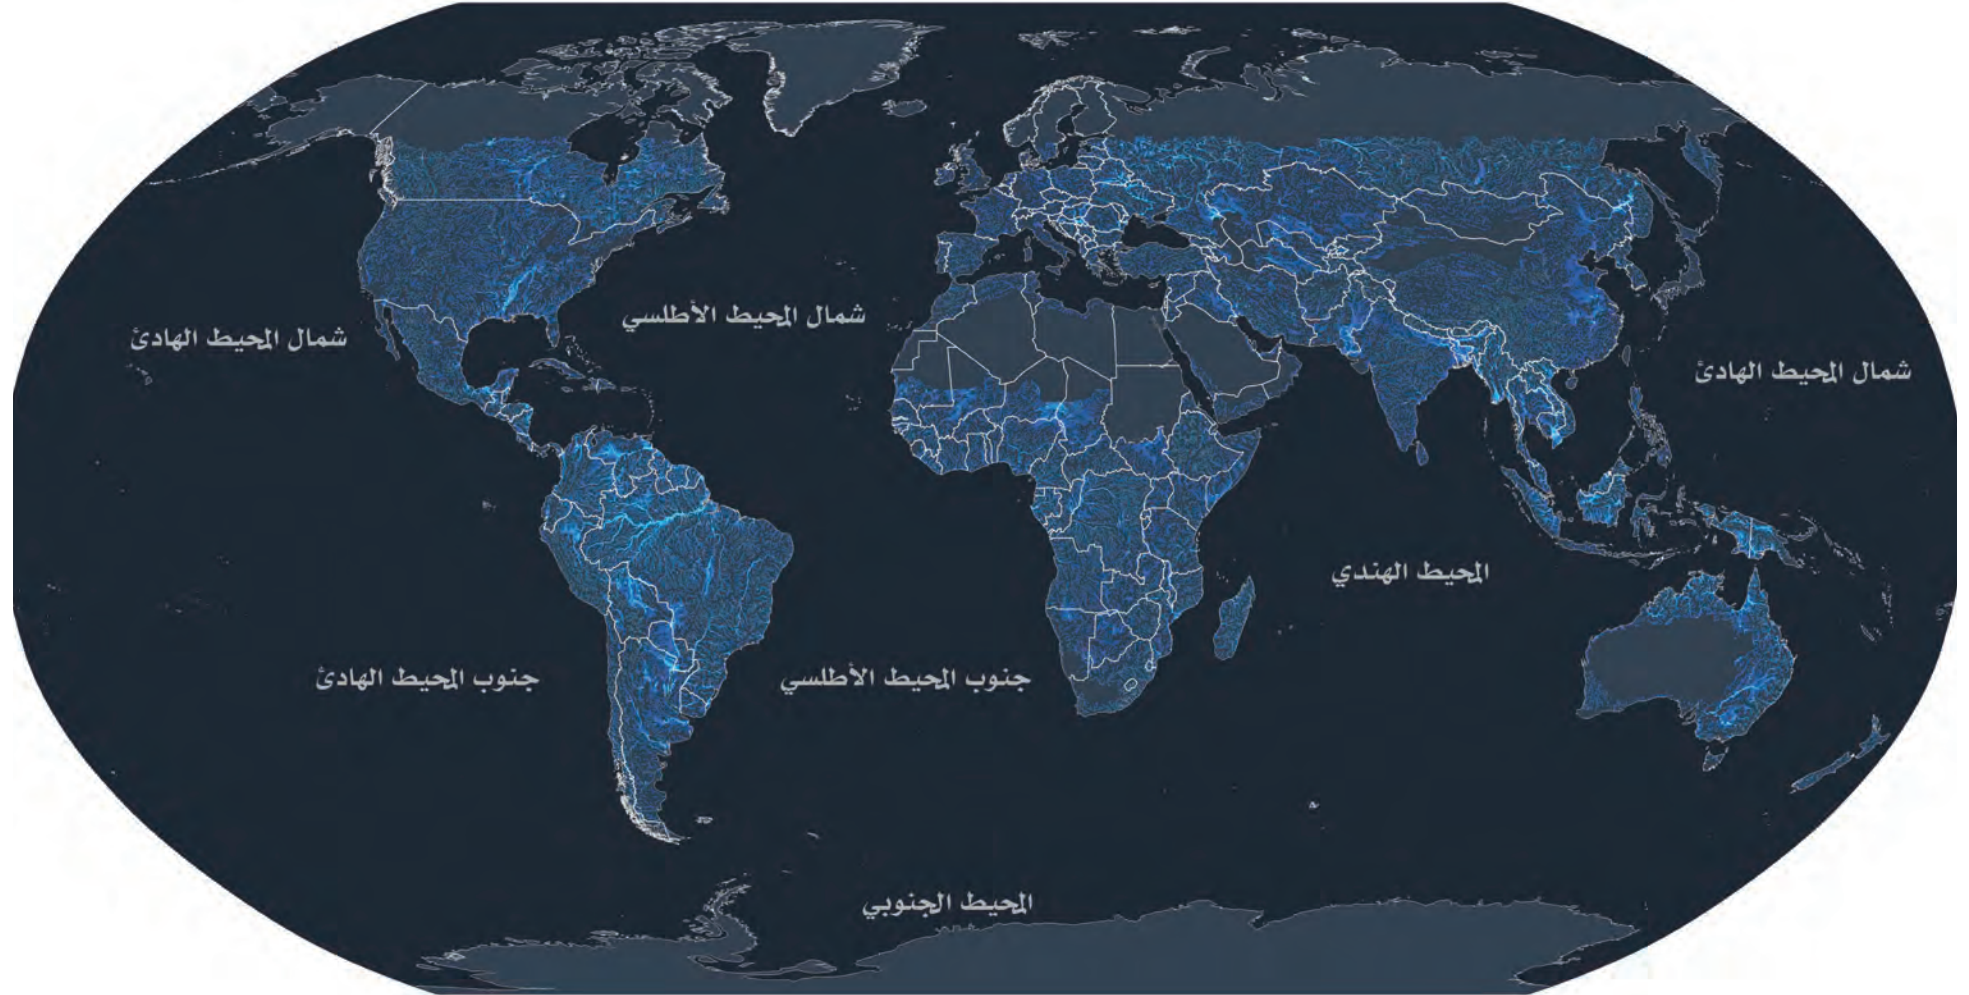 شمال المحيط الأطلسي
شمال المحيط الهادئ
شمال المحيط الهادئ
المحيط الهندي
جنوب المحيط الأطلسي
جنوب المحيط الهادئ
المحيط الجنوبي